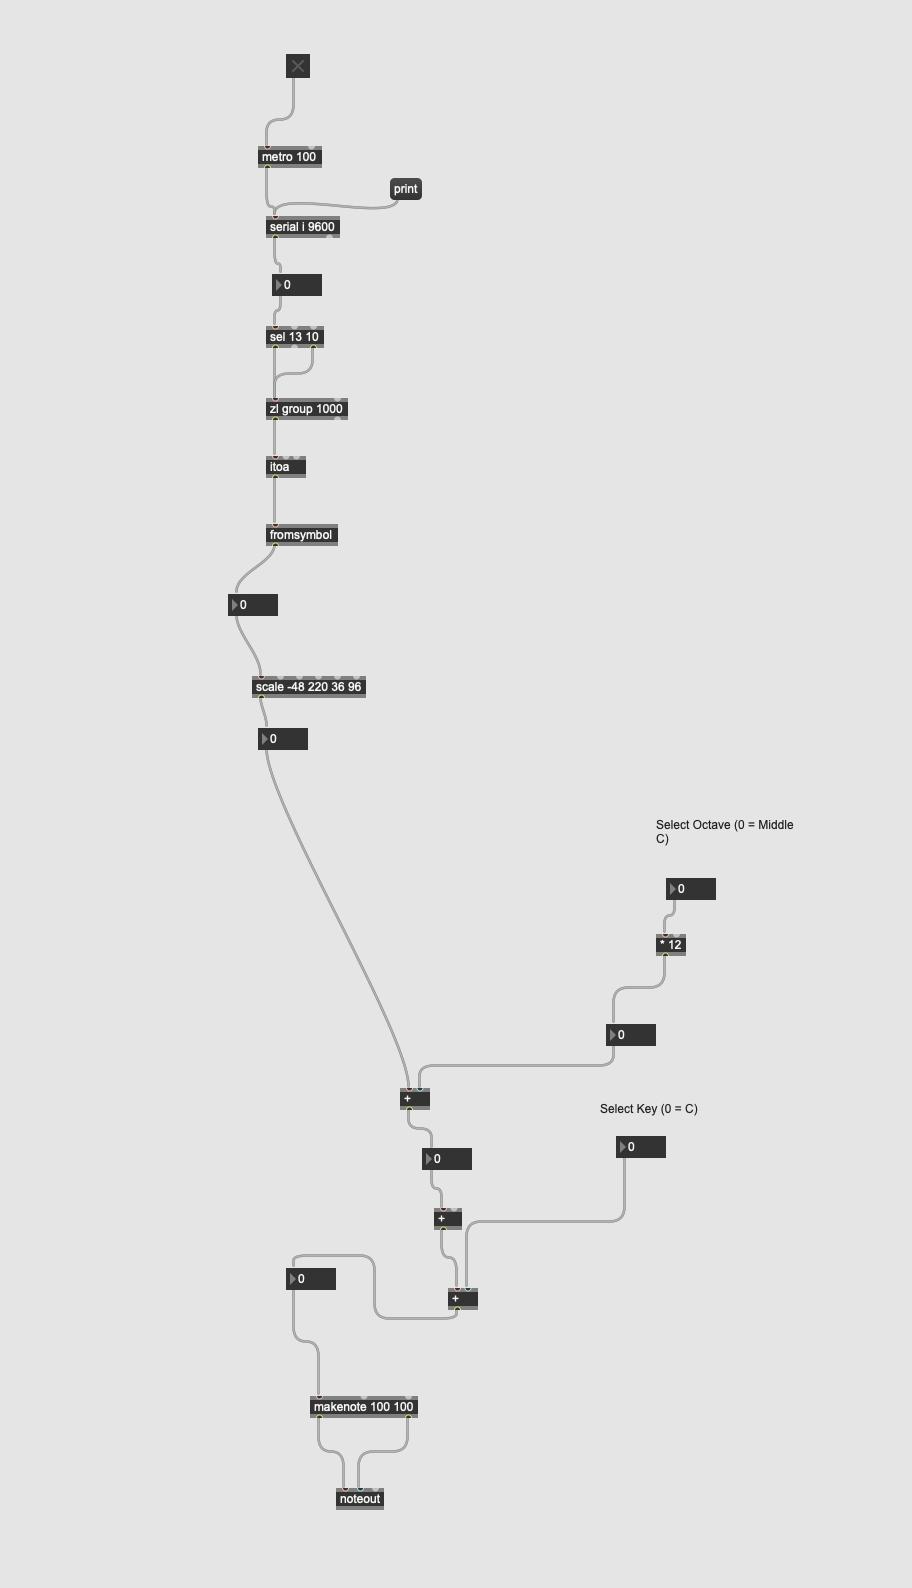 metro 100
print
serial i 9600
0
sel 13 10
zl group 1000
itoa
fromsymbol
0
scale -48 220 36 96
0
Select Octave (0 = Middle
C)
0
* 12
0
+
Select Key (0 = C)
0
0
+
+
0
makenote 100 100
noteout